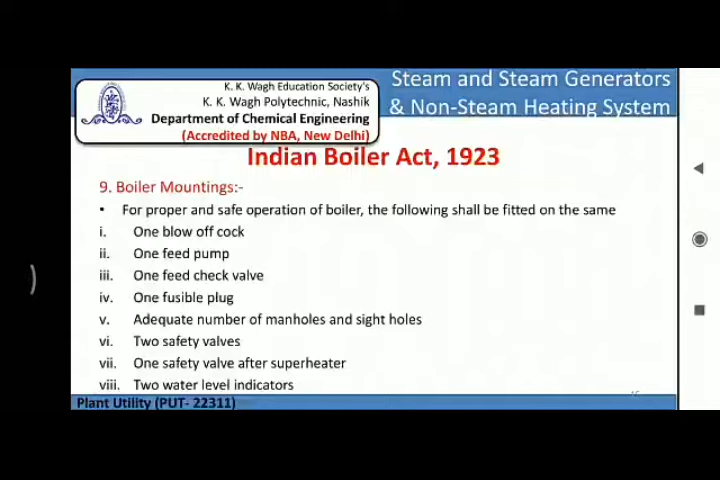 K. K. Wagh Education Society's
K. K. Wagh Polytechnic, Nashik
Department of Chemical Engineering
(Accredited by NBA, New Delhi)
Steam and Steam Generators
& Non-Steam Heating System
Indian Boiler Act, 1923
9. Boiler Mountings:-
• For proper and safe operation of boiler, the following shall be fitted on the same
i. One blow off cock
ii. One feed pump
iii. One feed check valve
iv. One fusible plug
v. Adequate number of manholes and sight holes
vi. Two safety valves
vii. One safety valve after superheater
viii. Two water level indicators
Plant Utility (PUT- 22311)